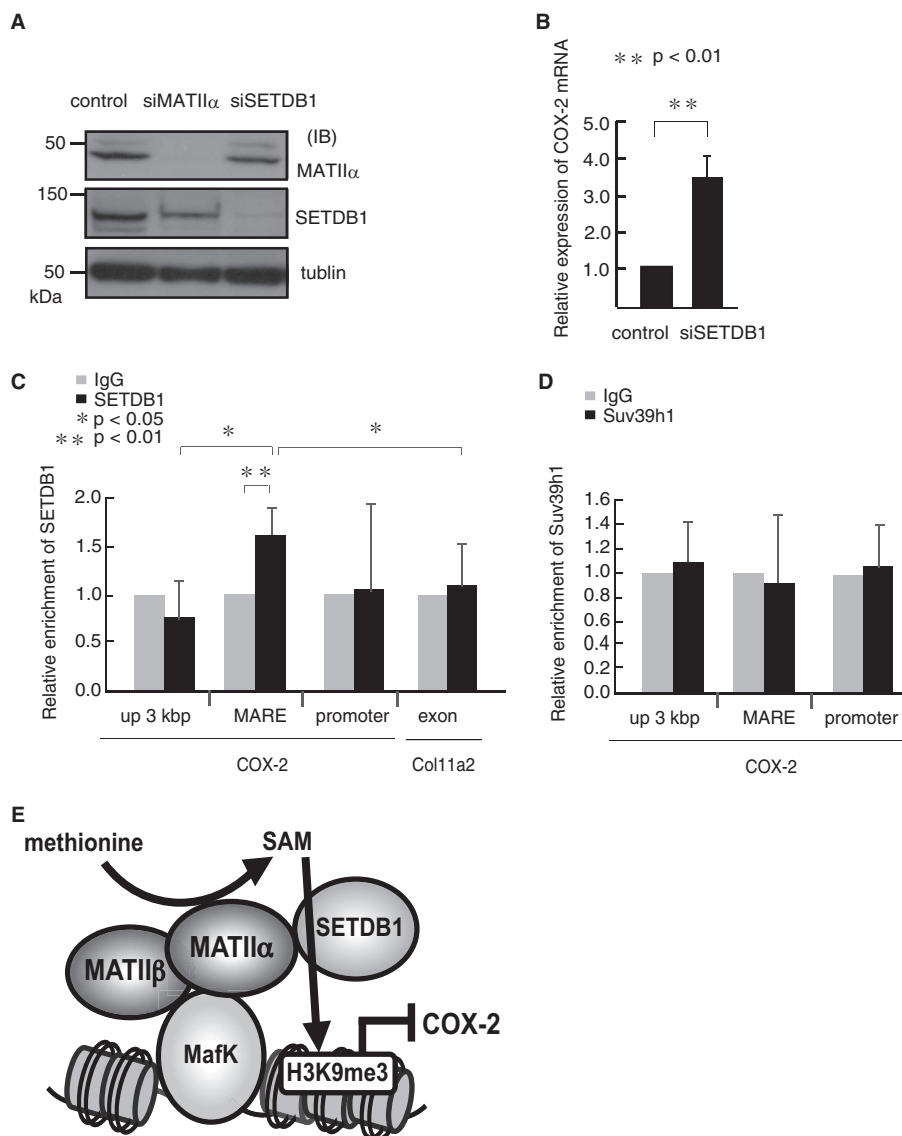 A
control siMATIIα siSETDB1
50
(IB)
MATIIα
150
SETDB1
50
tublin
kDa
B
Relative expression of COX-2 mRNA
** p < 0.01
**
5.0
4.0
3.0
2.0
1.0
control siSETDB1
C
IgG
SETDB1
* p < 0.05
** p < 0.01
*
*
**
Relative enrichment of SETDB1
2.0
1.5
1.0
0.5
0.0
up 3 kbp MARE promoter exon
COX-2 Col11a2
D
IgG
Suv39h1
Relative enrichment of Suv39h1
1.6
1.4
1.2
1.0
0.8
0.6
0.4
0.2
0.0
up 3 kbp MARE promoter
COX-2
E
methionine SAM
SETDB1
MATIIα
MATIIβ
COX-2
MafK
H3K9me3